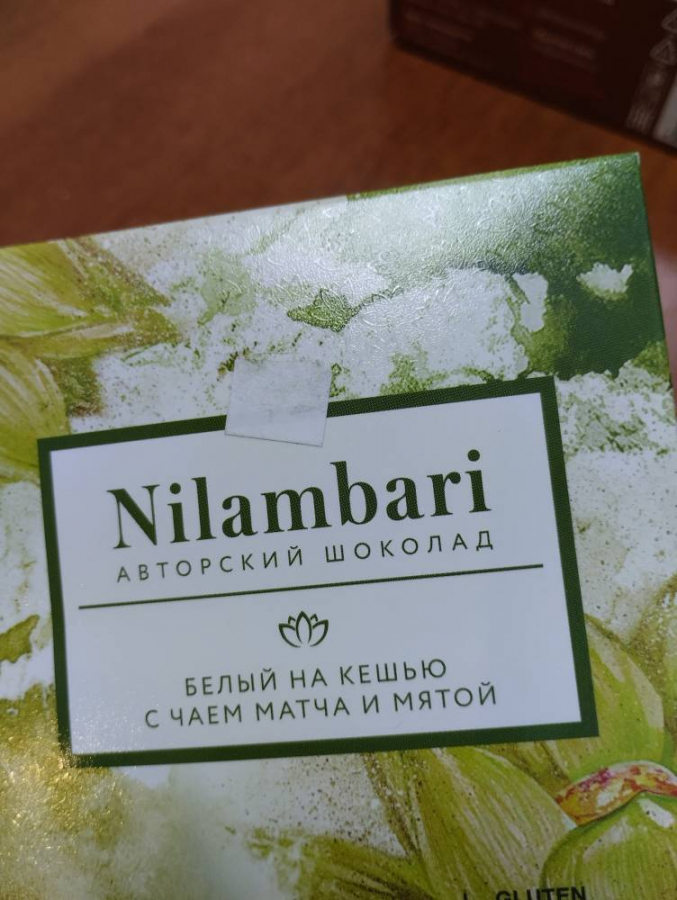 Nilambari
АВТОРСКИЙ ШОКОЛАД
БЕЛЫЙ НА КЕШЬЮ
С ЧАЕМ МАТЧА И МЯТОЙ
GLUTEN